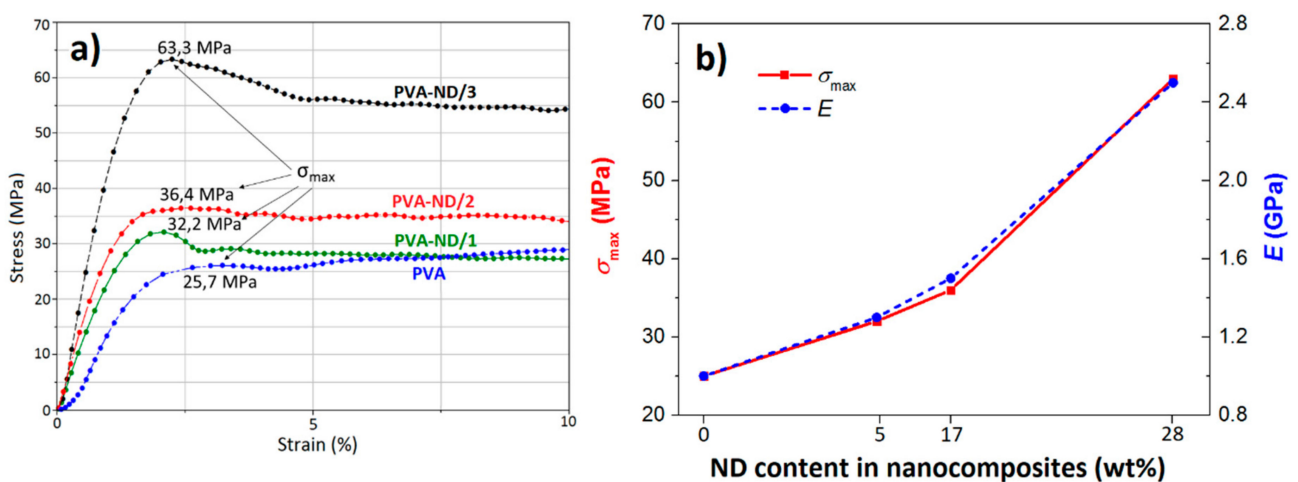 a)
70
60
50
40
30
20
10
0
Stress (MPa)
63,3 MPa
PVA-ND/3
σmax
36,4 MPa
PVA-ND/2
32,2 MPa
PVA-ND/1
PVA
25,7 MPa
0 5 10
Strain (%)
b)
σmax
E
70
60
50
40
30
20
σmax (MPa)
2.8
2.4
2.0
1.6
1.2
0.8
E (GPa)
0 5 17 28
ND content in nanocomposites (wt%)